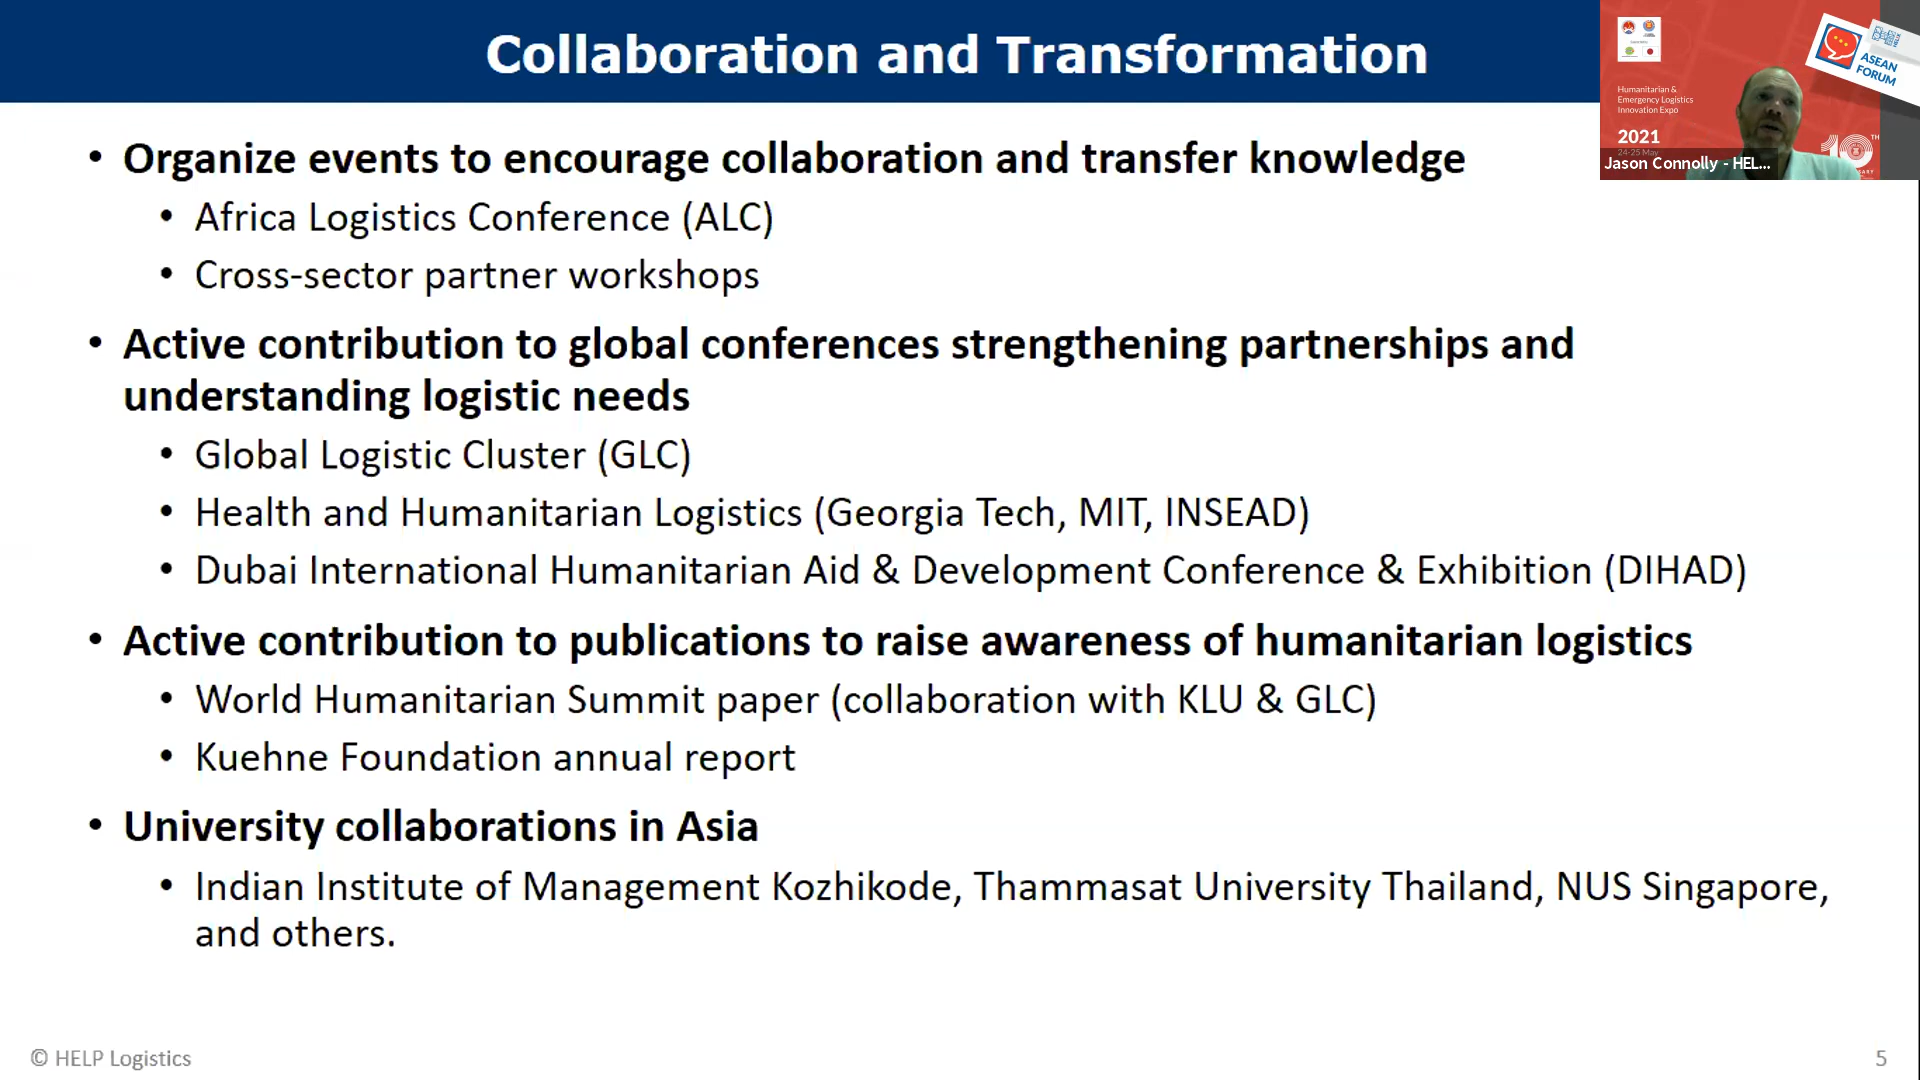 Collaboration and Transformation
• Organize events to encourage collaboration and transfer knowledge
• Africa Logistics Conference (ALC)
• Cross-sector partner workshops
• Active contribution to global conferences strengthening partnerships and
understanding logistic needs
• Global Logistic Cluster (GLC)
• Health and Humanitarian Logistics (Georgia Tech, MIT, INSEAD)
• Dubai International Humanitarian Aid & Development Conference & Exhibition (DIHAD)
• Active contribution to publications to raise awareness of humanitarian logistics
• World Humanitarian Summit paper (collaboration with KLU & GLC)
• Kuehne Foundation annual report
• University collaborations in Asia
• Indian Institute of Management Kozhikode, Thammasat University Thailand, NUS Singapore,
and others.
© HELP Logistics
5
ASEAN
FORUM
Humanitarian &
Emergency Logistics
Innovation Expo
2021
24-25 May
10TH
Jason Connolly - HEL...